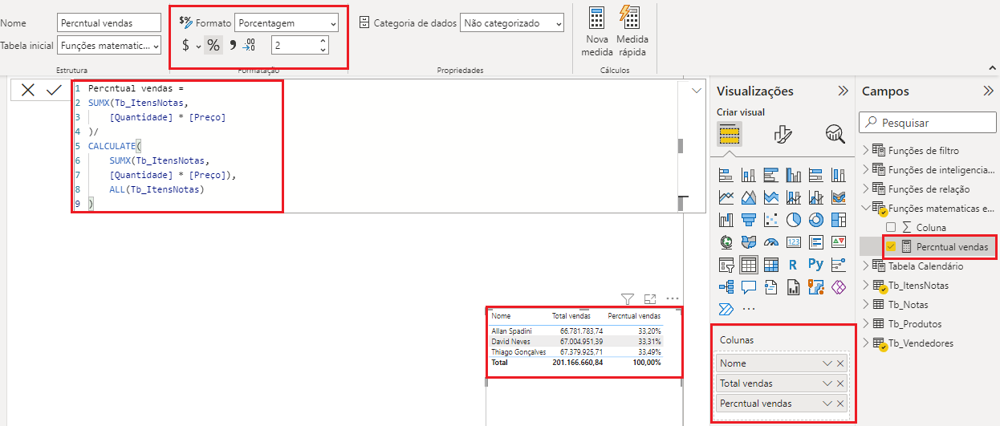 Nome
Percntual vendas
Tabela inicial
Funções matematic...
Estrutura
$% Formato
Porcentagem
$ % 9 ,00 →0
2
Formatação
Categoria de dados
Não categorizado
Propriedades
Nova medida
Medida rápida
Cálculos
1 Percntual vendas =
2 SUMX(Tb_ItensNotas,
3 [Quantidade] * [Preço]
4 )/
5 CALCULATE(
6 SUMX(Tb_ItensNotas,
7 [Quantidade] * [Preço]),
8 ALL(Tb_ItensNotas)
9 )
Nome Total vendas Percntual vendas
Allan Spadini 66.781.783,74 33,20%
David Neves 67.004.951,39 33,31%
Thiago Gonçalves 67.379.925,71 33,49%
Total 201.166.660,84 100,00%
Visualizações
Criar visual
123
R Py
...
Colunas
Nome
Total vendas
Percntual vendas
Campos
Pesquisar
Funções de filtro
Funções de inteligencia...
Funções de relação
Funções matematicas e...
Σ Coluna
Percntual vendas
Tabela Calendário
Tb_ItensNotas
Tb_Notas
Tb_Produtos
Tb_Vendedores